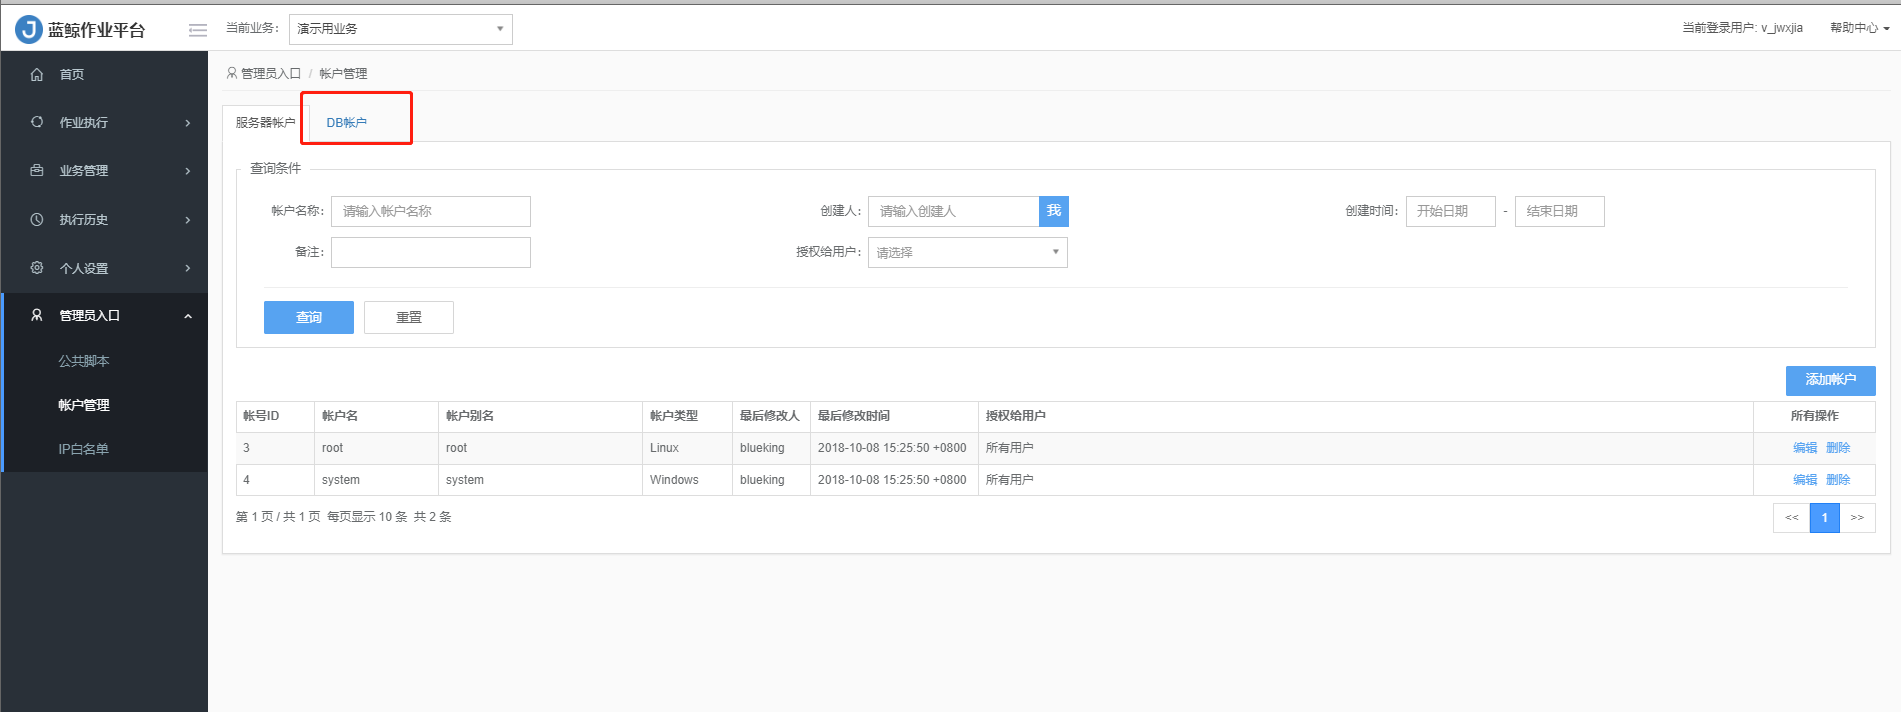 蓝鲸作业平台
当前业务: 演示用业务
当前登录用户: v_jwxjia 帮助中心
首页
作业执行
业务管理
执行历史
个人设置
管理员入口
公共脚本
帐户管理
IP白名单
管理员入口 / 帐户管理
服务器帐户 DB帐户
查询条件
帐户名称: 请输入帐户名称 创建人: 请输入创建人 我 创建时间: 开始日期 - 结束日期
备注: 授权给用户: 请选择
查询 重置
添加帐户
帐号ID 帐户名 帐户别名 帐户类型 最后修改人 最后修改时间 授权给用户 所有操作
3 root root Linux blueking 2018-10-08 15:25:50 +0800 所有用户 编辑 删除
4 system system Windows blueking 2018-10-08 15:25:50 +0800 所有用户 编辑 删除
第 1 页 / 共 1 页 每页显示 10 条 共 2 条 << 1 >>